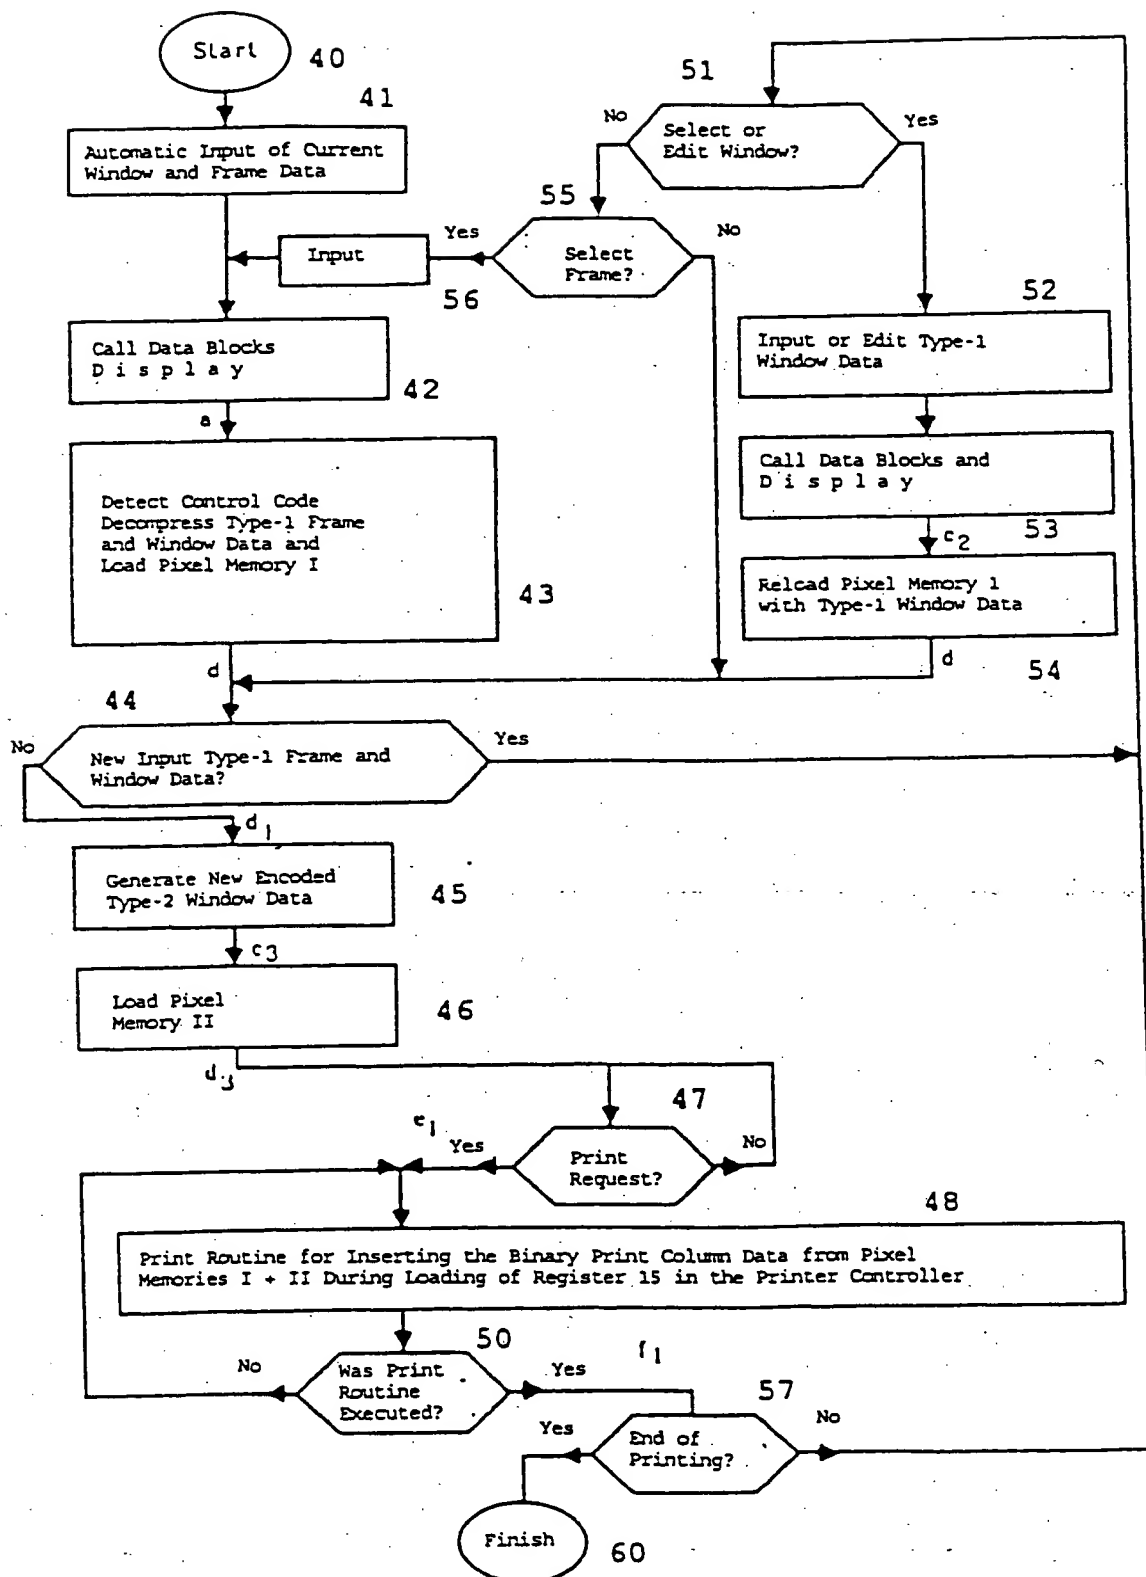 Start
40
41
Automatic Input of Current
Window and Frame Data
51
No
Select or
Edit Window?
Yes
55
Yes
Select
Frame?
No
Input
56
52
Call Data Blocks
D i s p l a y
42
a
Input or Edit Type-1
Window Data
Call Data Blocks and
D i s p l a y
53
c2
Detect Control Code
Decompress Type-1 Frame
and Window Data and
Load Pixel Memory I
43
Reload Pixel Memory 1
with Type-1 Window Data
54
d
d
44
No
New Input Type-1 Frame and
Window Data?
Yes
d1
Generate New Encoded
Type-2 Window Data
45
c3
Load Pixel
Memory II
46
d3
47
e1
Yes
Print
Request?
No
48
Print Routine for Inserting the Binary Print Column Data from Pixel
Memories I + II During Loading of Register 15 in the Printer Controller
50
No
Was Print
Routine
Executed?
Yes
f1
57
Yes
End of
Printing?
No
Finish
60